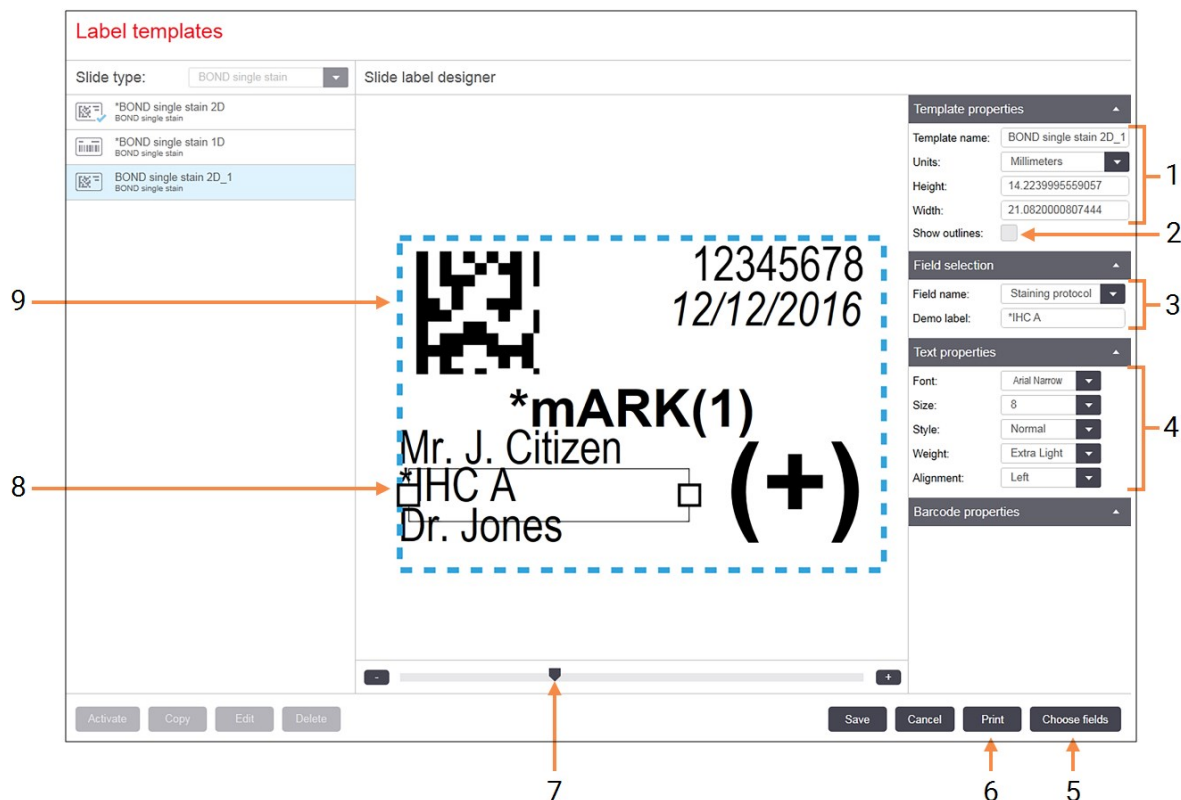 Label templates
Slide type: BOND single stain
Slide label designer
*BOND single stain 2D
BOND single stain
*BOND single stain 1D
BOND single stain
BOND single stain 2D_1
BOND single stain
12345678
12/12/2016
*mARK(1)
Mr. J. Citizen
*IHC A
Dr. Jones
(+)
Template properties
Template name: BOND single stain 2D_1
Units: Millimeters
Height: 14.2239995559057
Width: 21.0820000807444
Show outlines:
Field selection
Field name: Staining protocol
Demo label: *IHC A
Text properties
Font: Arial Narrow
Size: 8
Style: Normal
Weight: Extra Light
Alignment: Left
Barcode properties
- +
Activate Copy Edit Delete Save Cancel Print Choose fields
1
2
3
4
5
6
7
8
9